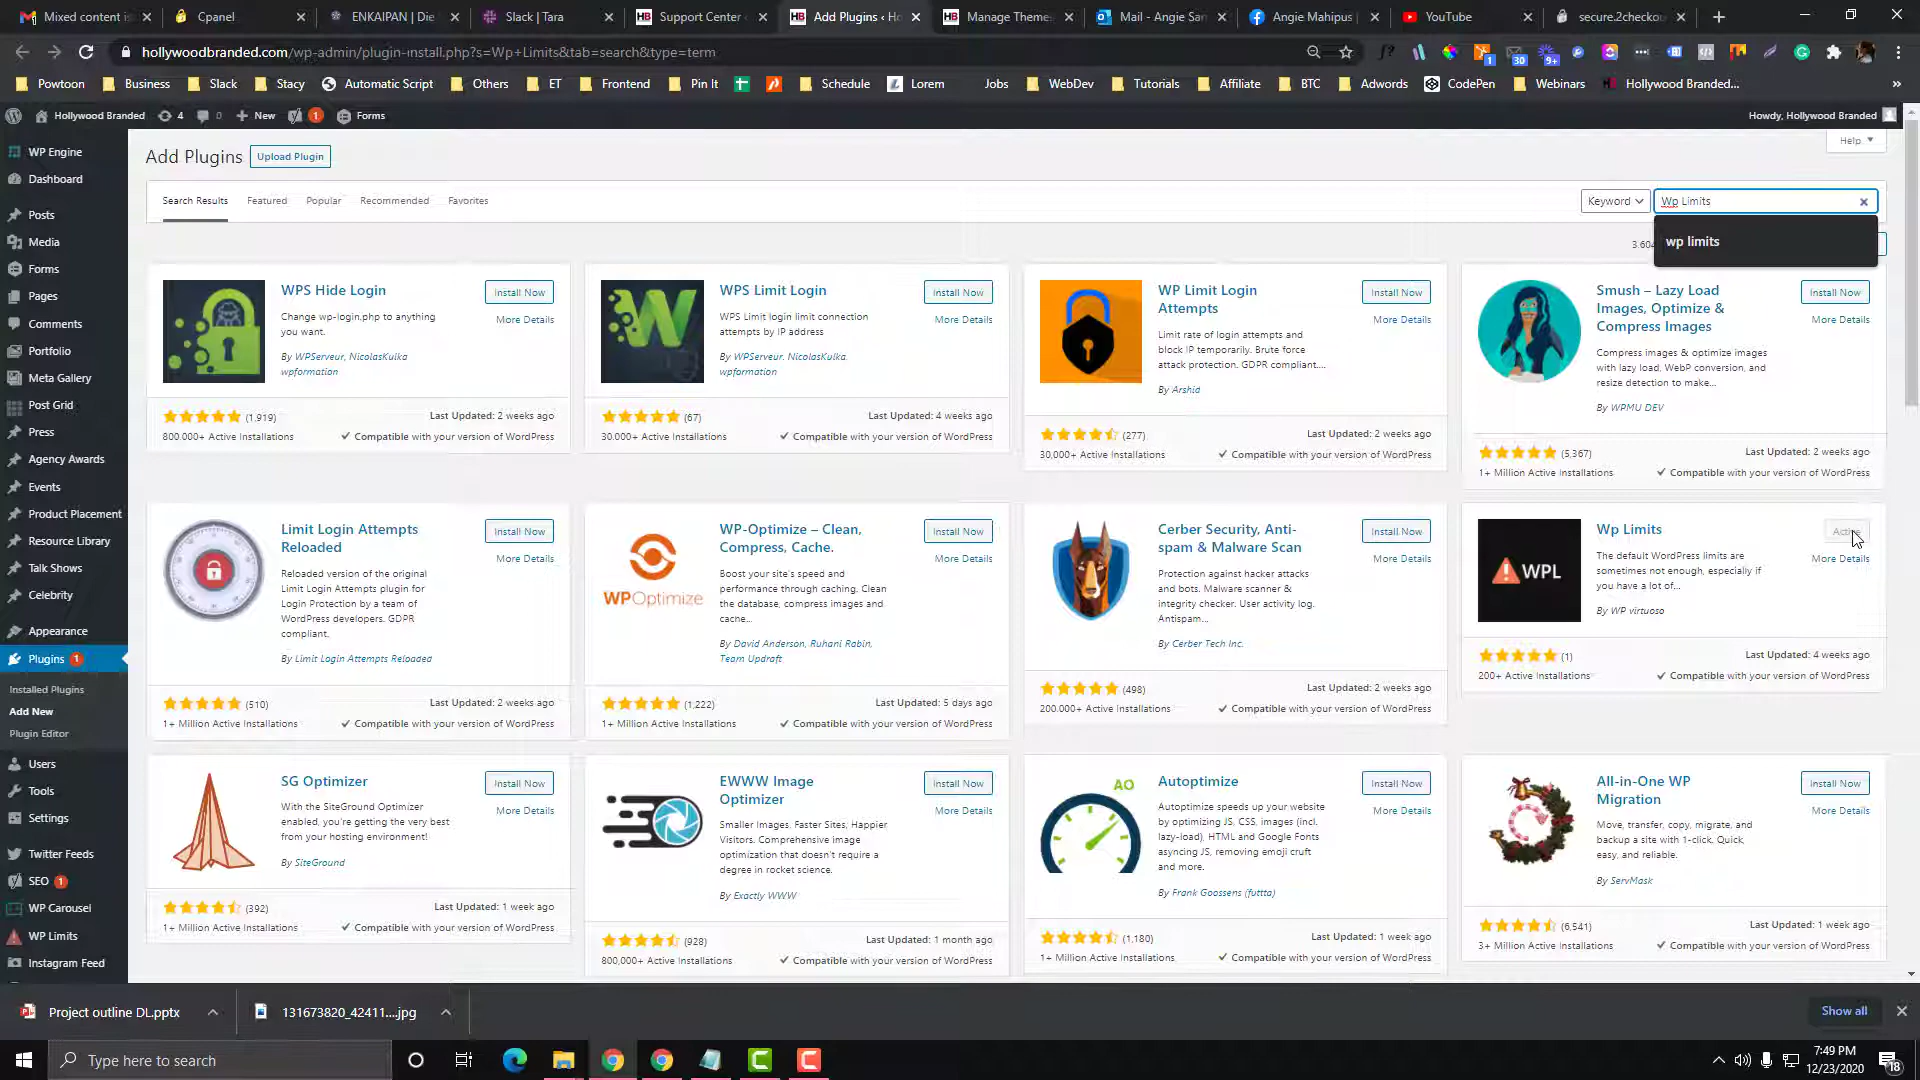 Mixed content is
Cpanel
ENKAIPAN | Die
Slack | Tara
Support Center
Add Plugins ‹ Ho
Manage Themes
Mail - Angie Sar
Angie Mahipus
YouTube
secure.2checkou
hollywoodbranded.com/wp-admin/plugin-install.php?s=Wp+Limits&tab=search&type=term
Powtoon
Business
Slack
Stacy
Automatic Script
Others
ET
Frontend
Pin It
Schedule
Lorem
Jobs
WebDev
Tutorials
Affiliate
BTC
Adwords
CodePen
Webinars
Hollywood Branded...
Hollywood Branded
4
0
New
1
Forms
Howdy, Hollywood Branded
WP Engine
Dashboard
Posts
Media
Forms
Pages
Comments
Portfolio
Meta Gallery
Post Grid
Press
Agency Awards
Events
Product Placement
Resource Library
Talk Shows
Celebrity
Appearance
Plugins 1
Installed Plugins
Add New
Plugin Editor
Users
Tools
Settings
Twitter Feeds
SEO 1
WP Carousel
WP Limits
Instagram Feed
Add Plugins
Upload Plugin
Help
Search Results
Featured
Popular
Recommended
Favorites
Keyword
Wp Limits
wp limits
WPS Hide Login
Install Now
More Details
Change wp-login.php to anything
you want.
By WPServeur, NicolasKulka
wpformation
(1,919)
Last Updated: 2 weeks ago
800,000+ Active Installations
Compatible with your version of WordPress
WPS Limit Login
Install Now
More Details
WPS Limit login limit connection
attempts by IP address
By WPServeur, NicolasKulka,
wpformation
(67)
Last Updated: 4 weeks ago
30,000+ Active Installations
Compatible with your version of WordPress
WP Limit Login
Attempts
Install Now
More Details
Limit rate of login attempts and
block IP temporarily. Brute force
attack protection. GDPR compliant....
By Arshid
(277)
Last Updated: 2 weeks ago
30,000+ Active Installations
Compatible with your version of WordPress
Smush – Lazy Load
Images, Optimize &
Compress Images
Install Now
More Details
Compress images & optimize images
with lazy load, WebP conversion, and
resize detection to make...
By WPMU DEV
(5,367)
Last Updated: 2 weeks ago
1+ Million Active Installations
Compatible with your version of WordPress
Limit Login Attempts
Reloaded
Install Now
More Details
Reloaded version of the original
Limit Login Attempts plugin for
Login Protection by a team of
WordPress developers. GDPR
compliant.
By Limit Login Attempts Reloaded
(510)
Last Updated: 2 weeks ago
1+ Million Active Installations
Compatible with your version of WordPress
WPOptimize
WP-Optimize – Clean,
Compress, Cache.
Install Now
More Details
Boost your site's speed and
performance through caching. Clean
the database, compress images and
cache...
By David Anderson, Ruhani Rabin,
Team Updraft
(1,222)
Last Updated: 5 days ago
1+ Million Active Installations
Compatible with your version of WordPress
Cerber Security, Anti-
spam & Malware Scan
Install Now
More Details
Protection against hacker attacks
and bots. Malware scanner &
integrity checker. User activity log.
Antispam...
By Cerber Tech Inc.
(498)
Last Updated: 2 weeks ago
200,000+ Active Installations
Compatible with your version of WordPress
WPL
Wp Limits
More Details
The default WordPress limits are
sometimes not enough, especially if
you have a lot of...
By WP virtuoso
(1)
Last Updated: 4 weeks ago
200+ Active Installations
Compatible with your version of WordPress
SG Optimizer
Install Now
More Details
With the SiteGround Optimizer
enabled, you're getting the very best
from your hosting environment!
By SiteGround
(392)
Last Updated: 1 week ago
1+ Million Active Installations
Compatible with your version of WordPress
EWWW Image
Optimizer
Install Now
More Details
Smaller Images, Faster Sites, Happier
Visitors. Comprehensive image
optimization that doesn't require a
degree in rocket science.
By Exactly WWW
(928)
Last Updated: 1 month ago
800,000+ Active Installations
Compatible with your version of WordPress
AO
Autoptimize
Install Now
More Details
Autoptimize speeds up your website
by optimizing JS, CSS, images (incl.
lazy-load), HTML and Google Fonts,
asyncing JS, removing emoji cruft
and more.
By Frank Goossens (futtta)
(1,180)
Last Updated: 1 week ago
1+ Million Active Installations
Compatible with your version of WordPress
All-in-One WP
Migration
Install Now
More Details
Move, transfer, copy, migrate, and
backup a site with 1-click. Quick,
easy, and reliable.
By ServMask
(6,541)
Last Updated: 1 week ago
3+ Million Active Installations
Compatible with your version of WordPress
Project outline DL.pptx
131673820_42411....jpg
Show all
Type here to search
7:49 PM
12/23/2020
18